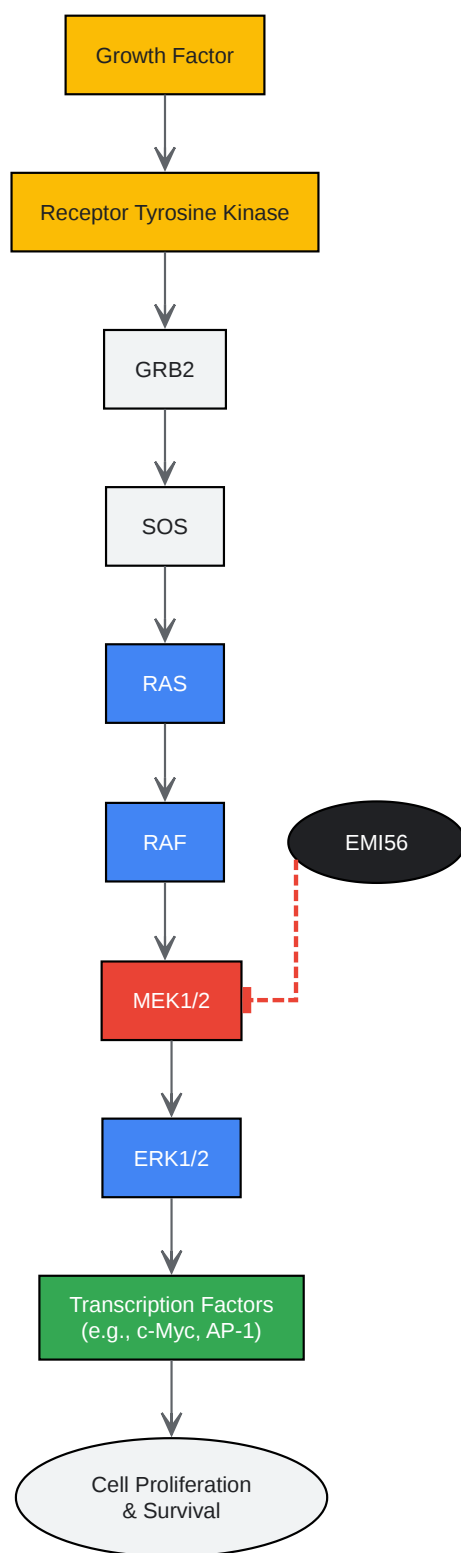 Growth Factor
Receptor Tyrosine Kinase
GRB2
SOS
RAS
RAF
EMI56
MEK1/2
ERK1/2
Transcription Factors
(e.g., c-Myc, AP-1)
Cell Proliferation
& Survival